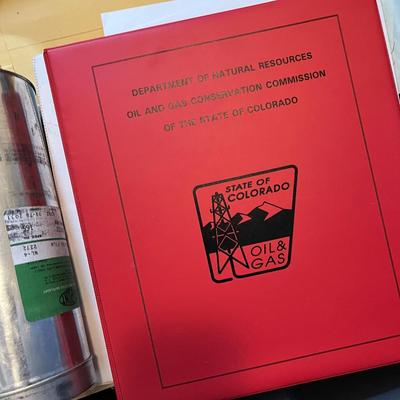 DEPARTMENT OF NATURAL RESOURCES
OIL AND GAS CONSERVATION COMMISSION
OF THE STATE OF COLORADO
STATE OF
COLORADO
OIL&
GAS